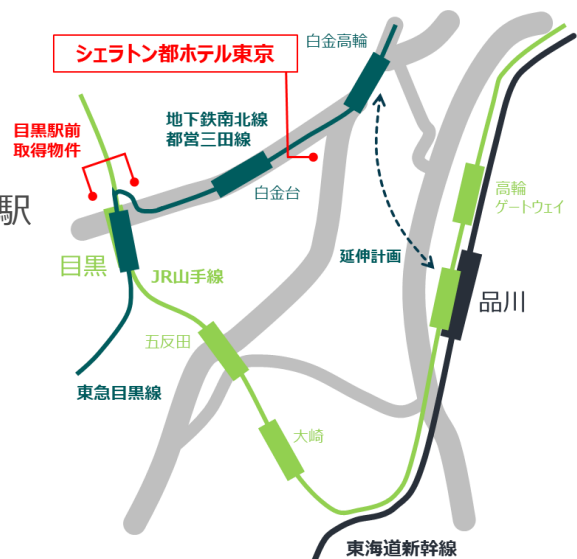 白金高輪
シェラトン都ホテル東京
地下鉄南北線
都営三田線
目黒駅前
取得物件
白金台
高輪
ゲートウェイ
駅
延伸計画
目黒
JR山手線
品川
五反田
東急目黒線
大崎
東海道新幹線